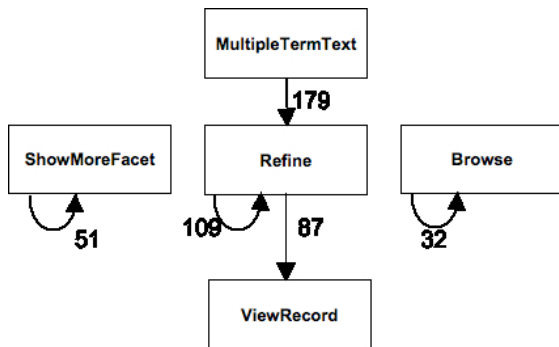 MultipleTermText
179
ShowMoreFacet
Refine
Browse
51
109
87
32
ViewRecord